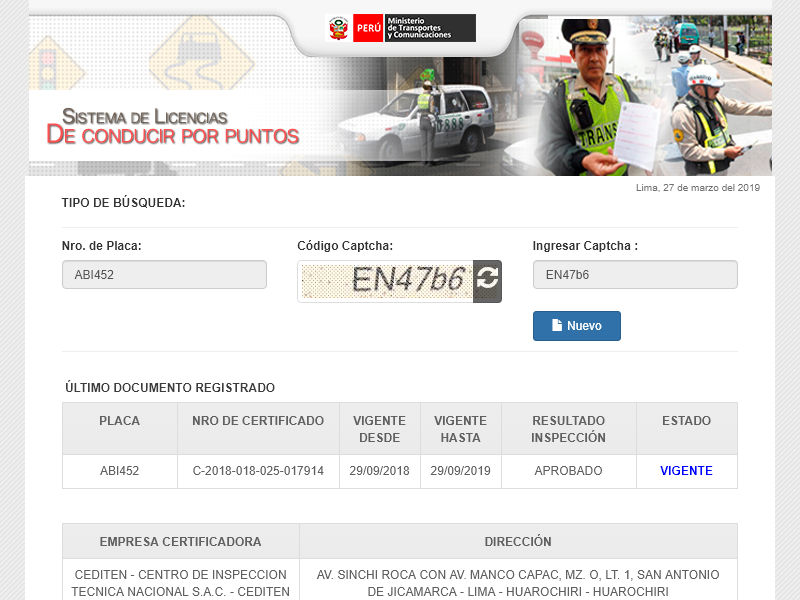 PERÚ
Ministerio
de Transportes
y Comunicaciones
SISTEMA DE LICENCIAS
DE CONDUCIR POR PUNTOS
TRANS
Lima, 27 de marzo del 2019
TIPO DE BÚSQUEDA:
Nro. de Placa: Código Captcha: Ingresar Captcha :
ABI452 EN47b6 EN47b6
Nuevo
ÚLTIMO DOCUMENTO REGISTRADO
PLACA NRO DE CERTIFICADO VIGENTE DESDE VIGENTE HASTA RESULTADO INSPECCIÓN ESTADO
ABI452 C-2018-018-025-017914 29/09/2018 29/09/2019 APROBADO VIGENTE
EMPRESA CERTIFICADORA DIRECCIÓN
CEDITEN - CENTRO DE INSPECCION AV. SINCHI ROCA CON AV. MANCO CAPAC, MZ. O, LT. 1, SAN ANTONIO
TECNICA NACIONAL S.A.C. - CEDITEN DE JICAMARCA - LIMA - HUAROCHIRI - HUAROCHIRI